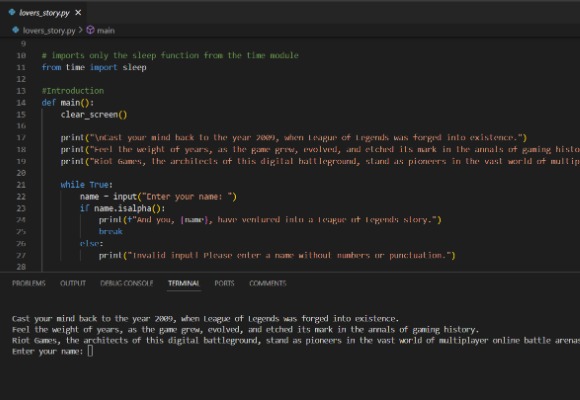 lovers_story.py ×
lovers_story.py > main
9
10 # imports only the sleep function from the time module
11 from time import sleep
12
13 #Introduction
14 def main():
15 clear_screen()
16
17 print("\nCast your mind back to the year 2009, when League of Legends was forged into existence.")
18 print("Feel the weight of years, as the game grew, evolved, and etched its mark in the annals of gaming histo
19 print("Riot Games, the architects of this digital battleground, stand as pioneers in the vast world of multip
20
21 while True:
22 name = input("Enter your name: ")
23 if name.isalpha():
24 print(f"And you, {name}, have ventured into a League of Legends story.")
25 break
26 else:
27 print("Invalid input! Please enter a name without numbers or punctuation.")
28
PROBLEMS OUTPUT DEBUG CONSOLE TERMINAL PORTS COMMENTS
Cast your mind back to the year 2009, when League of Legends was forged into existence.
Feel the weight of years, as the game grew, evolved, and etched its mark in the annals of gaming history.
Riot Games, the architects of this digital battleground, stand as pioneers in the vast world of multiplayer online battle arenas
Enter your name: